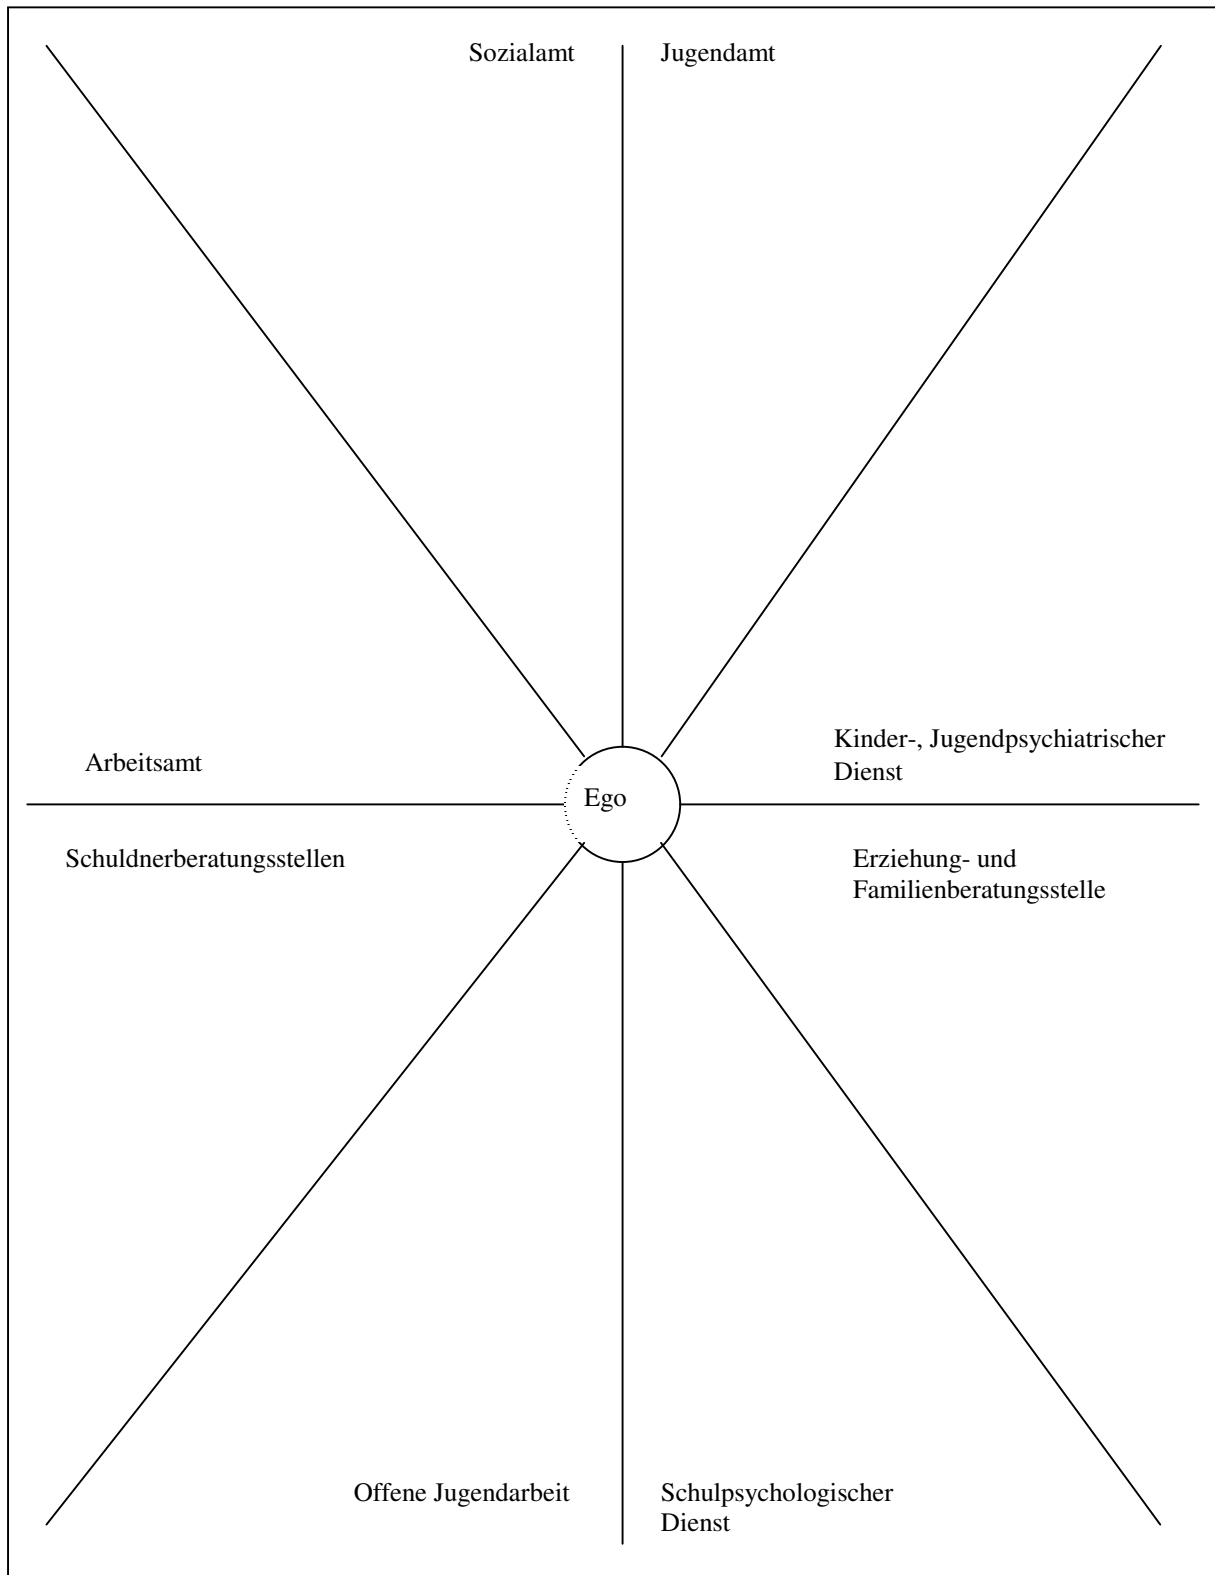 Sozialamt
Jugendamt
Kinder-, Jugendpsychiatrischer
Dienst
Arbeitsamt
Ego
Schuldnerberatungsstellen
Erziehung- und
Familienberatungsstelle
Offene Jugendarbeit
Schulpsychologischer
Dienst